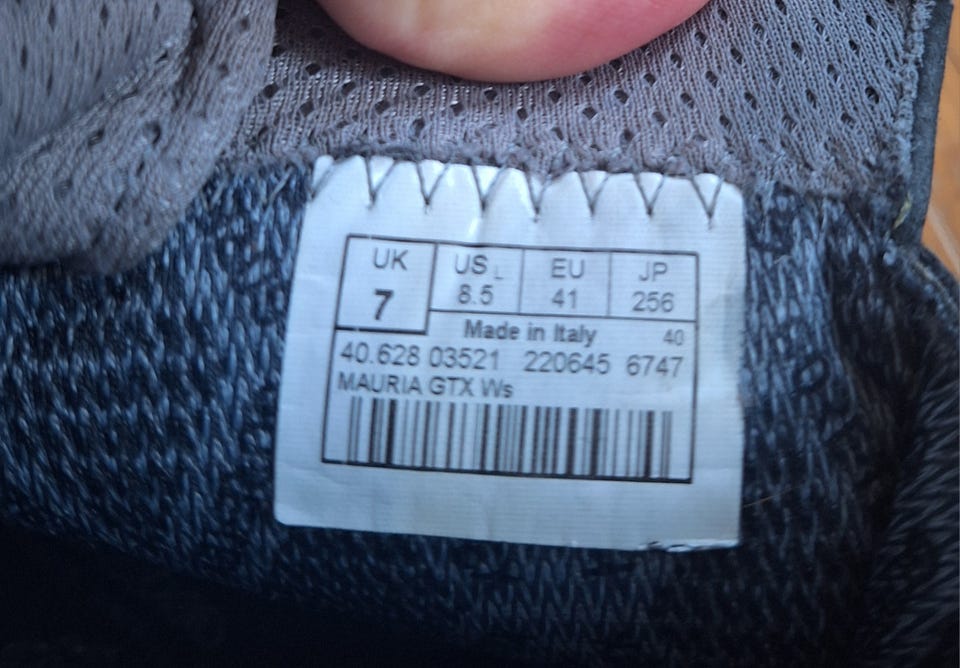 UK US L EU JP
7 8.5 41 256
Made in Italy 40
40.628 03521 220645 6747
MAURIA GTX Ws